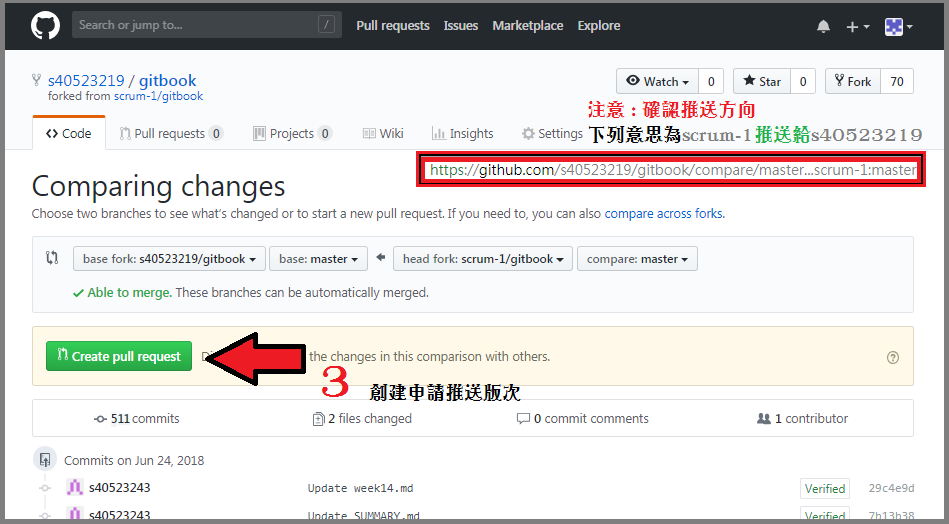 Search or jump to... /
Pull requests Issues Marketplace Explore
s40523219 / gitbook
forked from scrum-1/gitbook
Watch 0 Star 0 Fork 70
注意：確認推送方向
下列意思為scrum-1推送給s40523219
Code Pull requests 0 Projects 0 Wiki Insights Settings
https://github.com/s40523219/gitbook/compare/master...scrum-1:master
Comparing changes
Choose two branches to see what's changed or to start a new pull request. If you need to, you can also compare across forks.
base fork: s40523219/gitbook base: master head fork: scrum-1/gitbook compare: master
Able to merge. These branches can be automatically merged.
Create pull request the changes in this comparison with others.
3 創建申請推送版次
511 commits 2 files changed 0 commit comments 1 contributor
Commits on Jun 24, 2018
s40523243 Update week14.md Verified 29c4e9d
s40523243 Update SUMMARY.md Verified 7b13b38